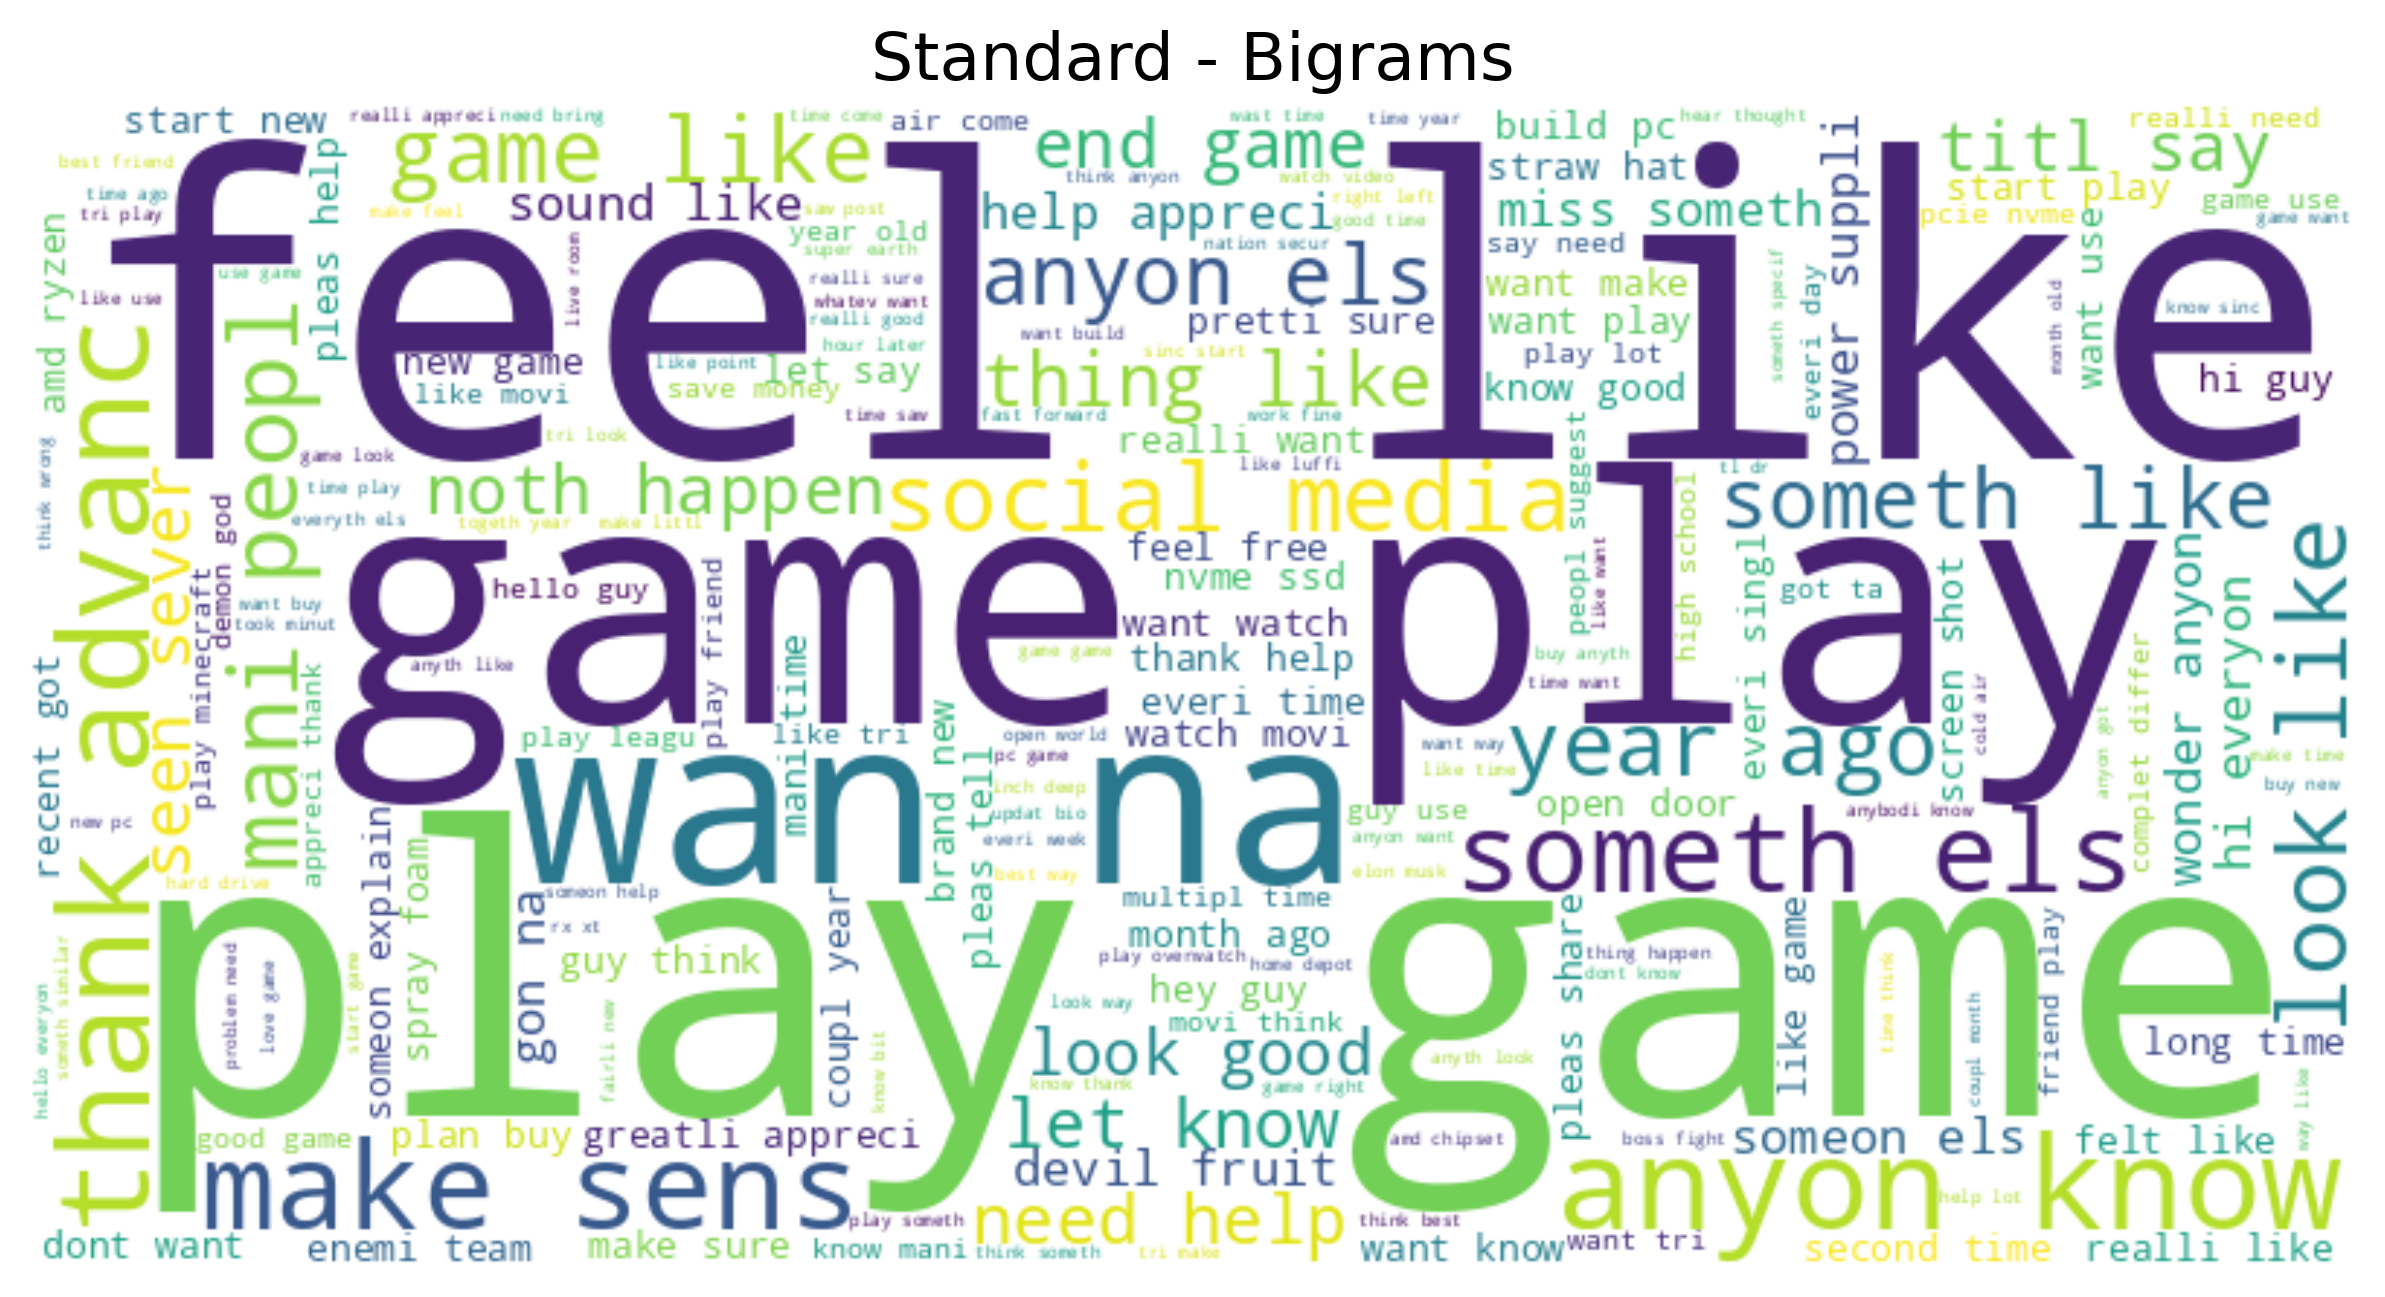 Standard - Bigrams
start new
realli appreci
need bring
game like
time come
air come
end game
wast time
time year
build pc
hear thought
titl say
realli need
best friend
pleas help
feel like
sound like
think anyon
watch video
straw hat
power suppli
start play
time ago
tri play
make feel
saw post
help appreci
right left
good time
miss someth
pcie nvme
game use
game want
amd ryzen
year old
super earth
nation secur
say need
want use
use game
live room
realli sure
anyon els
want make
someth specif
everi day
like use
whatev want
realli good
pretti sure
want play
month old
know sinc
thank advanc
mani peopl
new game
like point
hour later
let say
want build
sinc start
play lot
hi guy
like movi
save money
thing like
know good
time saw
fast forward
work fine
think wrong
seen sever
tri look
realli want
peopl suggest
game look
noth happen
social media
like luffi
tl dr
someth like
time play
demon god
everyth els
togeth year
make littl
high school
look like
game play
feel free
like want
everi singl
screen shot
wonder anyon
play minecraft
hello guy
play friend
nvme ssd
got ta
hi everyon
want buy
took minut
want watch
recent got
appreci thank
anyth like
mani time
game game
thank help
buy anyth
complet differ
everi time
time want
cold air
play leagu
like tri
brand new
open world
watch movi
want way
year ago
anyon got
make time
wan na
pleas tell
pc game
like time
buy new
new pc
inch deep
updat bio
guy use
open door
anybodi know
someon explain
spray foam
everi week
anyon want
someth els
hard drive
gon na
someon help
coupl year
best way
elon musk
multipl time
play game
rx xt
month ago
pleas share
like game
friend play
hello everyon
someth similar
problem need
love game
start game
guy think
play overwatch
home depot
thing happen
dont know
time think
fairli new
know bit
look way
hey guy
movi think
coupl month
look good
anyth look
long time
know thank
game right
way like
good game
plan buy
greatli appreci
let know
amd chipset
boss fight
someon els
felt like
make sens
devil fruit
anyon know
help lot
play someth
need help
think best
dont want
enemi team
make sure
know mani
think someth
tri make
want know
want tri
second time
realli like